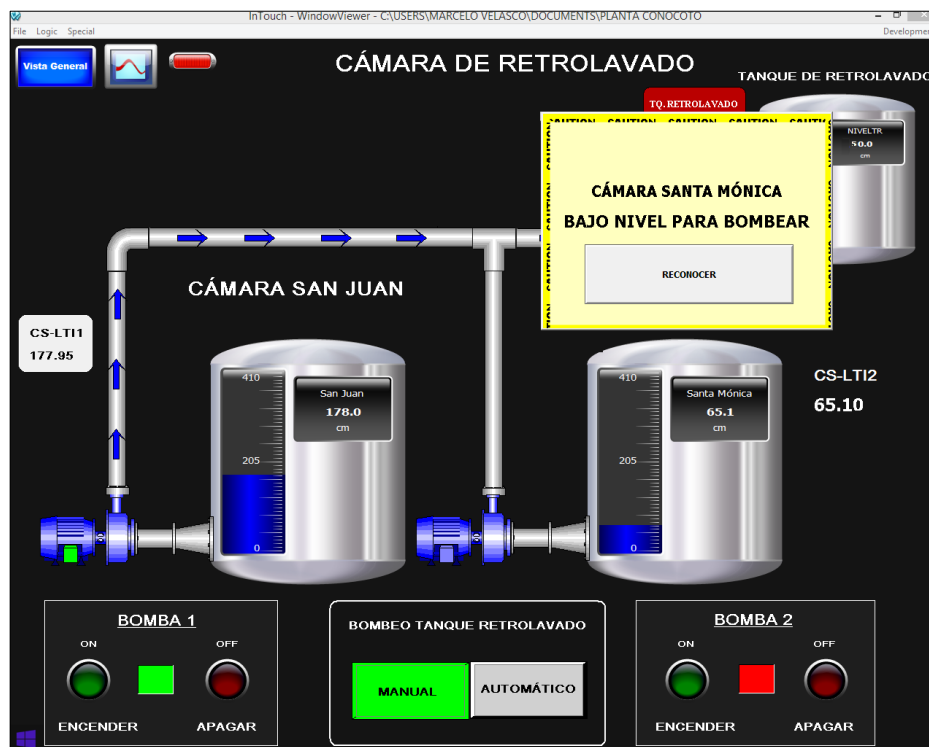 InTouch - WindowViewer - C:\USERS\MARCELO VELASCO\DOCUMENTS\PLANTA CONOCOTO
File Logic Special
Vista General
CÁMARA DE RETROLAVADO
TANQUE DE RETROLAVADO
TQ. RETROLAVADO
CAUTION CAUTION CAUTION
NIVELTR
50.0
cm
CÁMARA SANTA MÓNICA
BAJO NIVEL PARA BOMBEAR
RECONOCER
CÁMARA SAN JUAN
CS-LTI1
177.95
410
205
0
San Juan
178.0
cm
410
205
0
Santa Mónica
65.1
cm
CS-LTI2
65.10
BOMBA 1
ON
OFF
ENCENDER
APAGAR
BOMBEO TANQUE RETROLAVADO
MANUAL
AUTOMÁTICO
BOMBA 2
ON
OFF
ENCENDER
APAGAR